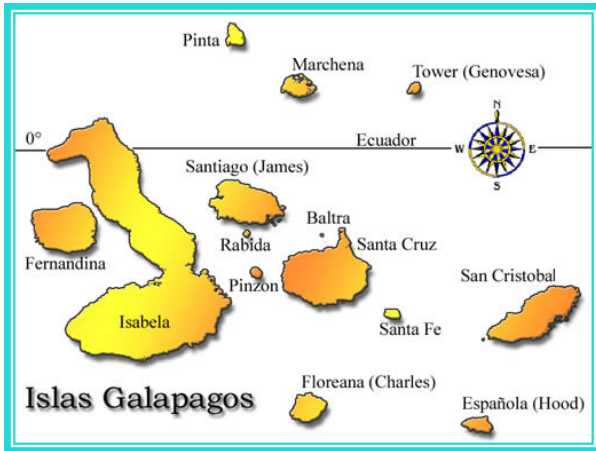 Pinta
Marchena
Tower (Genovesa)
N
0°
Ecuador
W
E
S
Santiago (James)
Rabida
Baltra
Santa Cruz
Fernandina
Pinzon
San Cristobal
Isabela
Santa Fe
Floreana (Charles)
Islas Galapagos
Española (Hood)